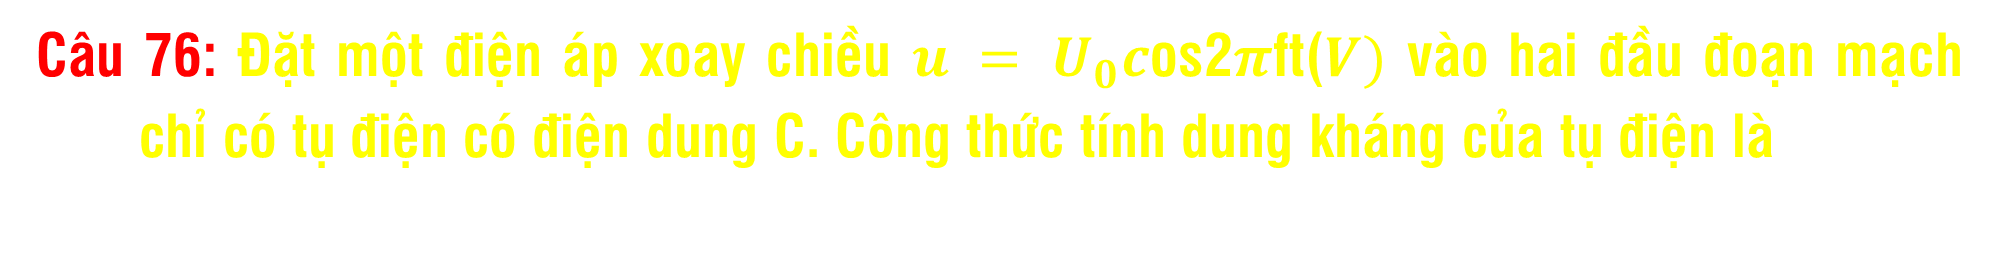 Câu 76: Đặt một điện áp xoay chiều u = U₀cos2πft(V) vào hai đầu đoạn mạch
chỉ có tụ điện có điện dung C. Công thức tính dung kháng của tụ điện là